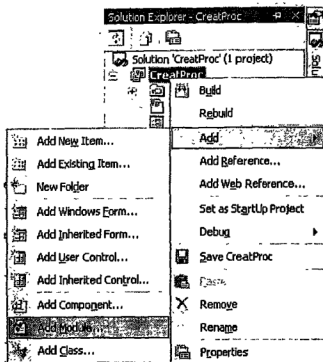 Solution Explorer - CreatProc
Solution 'CreatProc' (1 project)
CreatProc
Build
Rebuild
Add
Add Reference...
Add Web Reference...
Set as StartUp Project
Debug
Save CreatProc
Paste
Remove
Rename
Properties
Add New Item...
Add Existing Item...
New Folder
Add Windows Form...
Add Inherited Form...
Add User Control...
Add Inherited Control...
Add Component...
Add Module...
Add Class...
Solu